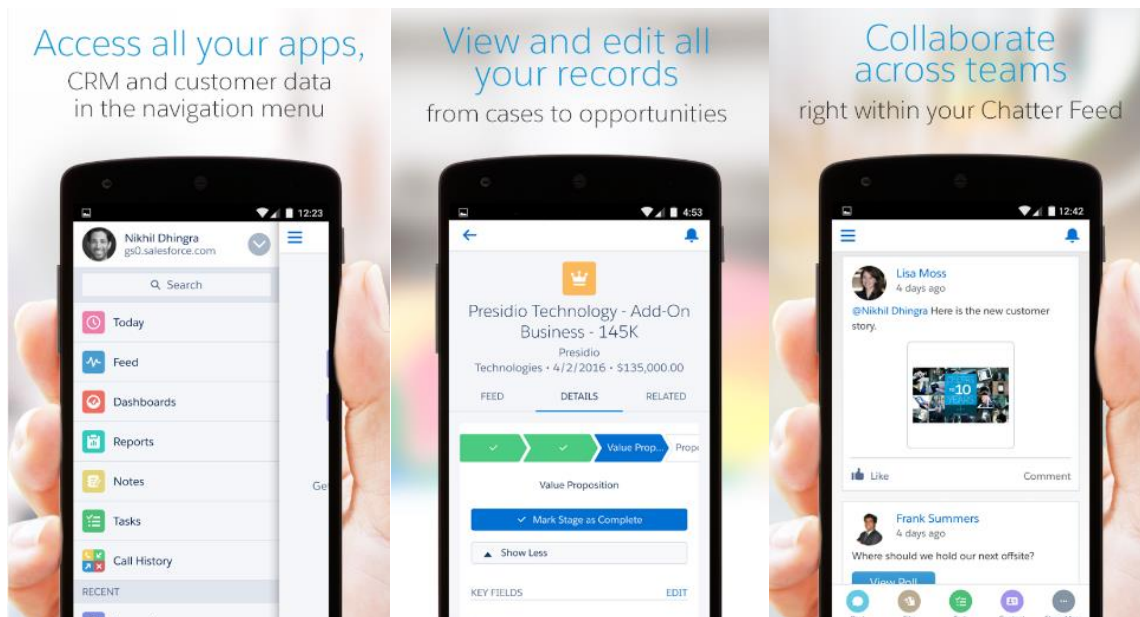 Access all your apps,
CRM and customer data
in the navigation menu
12:23
Nikhil Dhingra
gs0.salesforce.com
Search
Today
Feed
Dashboards
Reports
Notes
Tasks
Call History
RECENT
View and edit all
your records
from cases to opportunities
4:53
Presidio Technology - Add-On
Business - 145K
Presidio
Technologies • 4/2/2016 • $135,000.00
FEED DETAILS RELATED
Value Prop...
Value Proposition
Mark Stage as Complete
Show Less
KEY FIELDS EDIT
Collaborate
across teams
right within your Chatter Feed
12:42
Lisa Moss
4 days ago
@Nikhil Dhingra Here is the new customer
story.
10
YEARS
Like Comment
Frank Summers
4 days ago
Where should we hold our next offsite?
View Poll